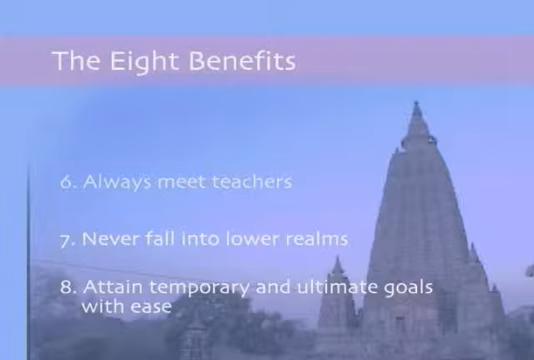 The Eight Benefits
6. Always meet teachers
7. Never fall into lower realms
8. Attain temporary and ultimate goals
with ease